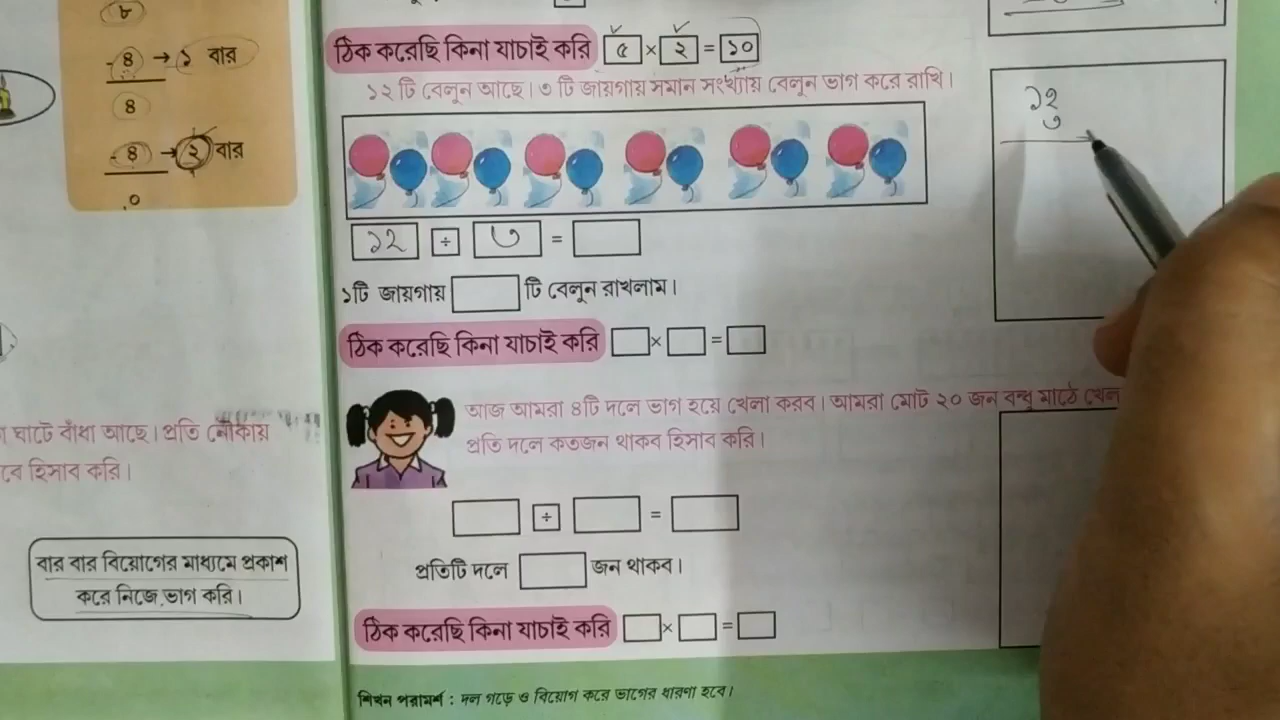 ৮
- ৪ → ১ বার
৪
- ৪ → ২ বার
০
ঘাটে বাঁধা আছে। প্রতি নৌকায়
হিসাব করি।
বার বার বিয়োগের মাধ্যমে প্রকাশ
করে নিজে ভাগ করি।
ঠিক করেছি কিনা যাচাই করি ৫ × ২ = ১০
১২ টি বেলুন আছে। ৩ টি জায়গায় সমান সংখ্যায় বেলুন ভাগ করে রাখি।
১২ ÷ ৩ =
১টি জায়গায় টি বেলুন রাখলাম।
ঠিক করেছি কিনা যাচাই করি × =
আজ আমরা ৪টি দলে ভাগ হয়ে খেলা করব। আমরা মোট ২০ জন বন্ধু মাঠে
প্রতি দলে কতজন থাকব হিসাব করি।
÷ =
প্রতিটি দলে জন থাকব।
ঠিক করেছি কিনা যাচাই করি × =
শিখন পরামর্শ : দল গড়ে ও বিয়োগ করে ভাগের ধারণা হবে।
১২
৩